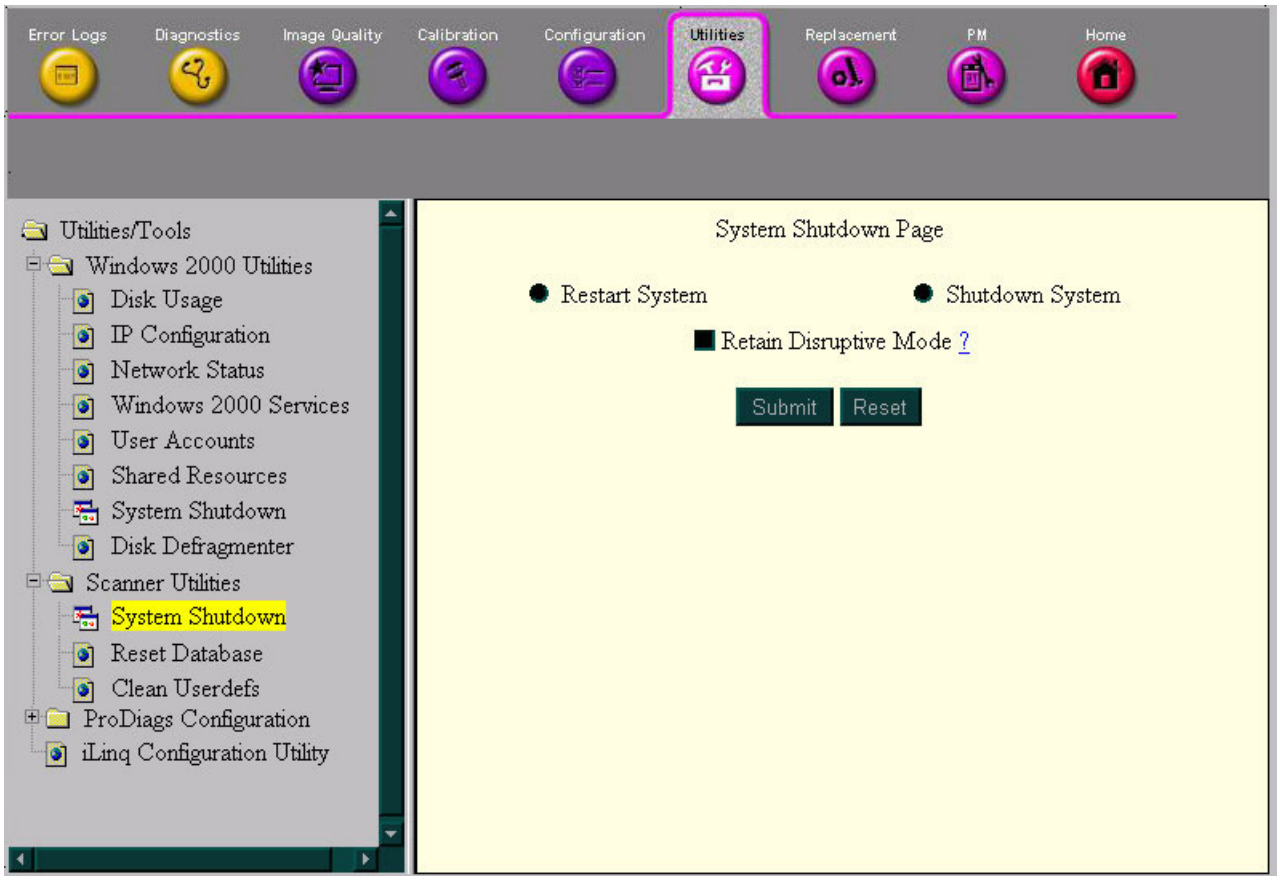 Error Logs Diagnostics Image Quality Calibration Configuration Utilities Replacement PM Home
Utilities/Tools
Windows 2000 Utilities
Disk Usage
IP Configuration
Network Status
Windows 2000 Services
User Accounts
Shared Resources
System Shutdown
Disk Defragmenter
Scanner Utilities
System Shutdown
Reset Database
Clean Userdefs
ProDiags Configuration
iLinq Configuration Utility
System Shutdown Page
Restart System Shutdown System
Retain Disruptive Mode ?
Submit Reset